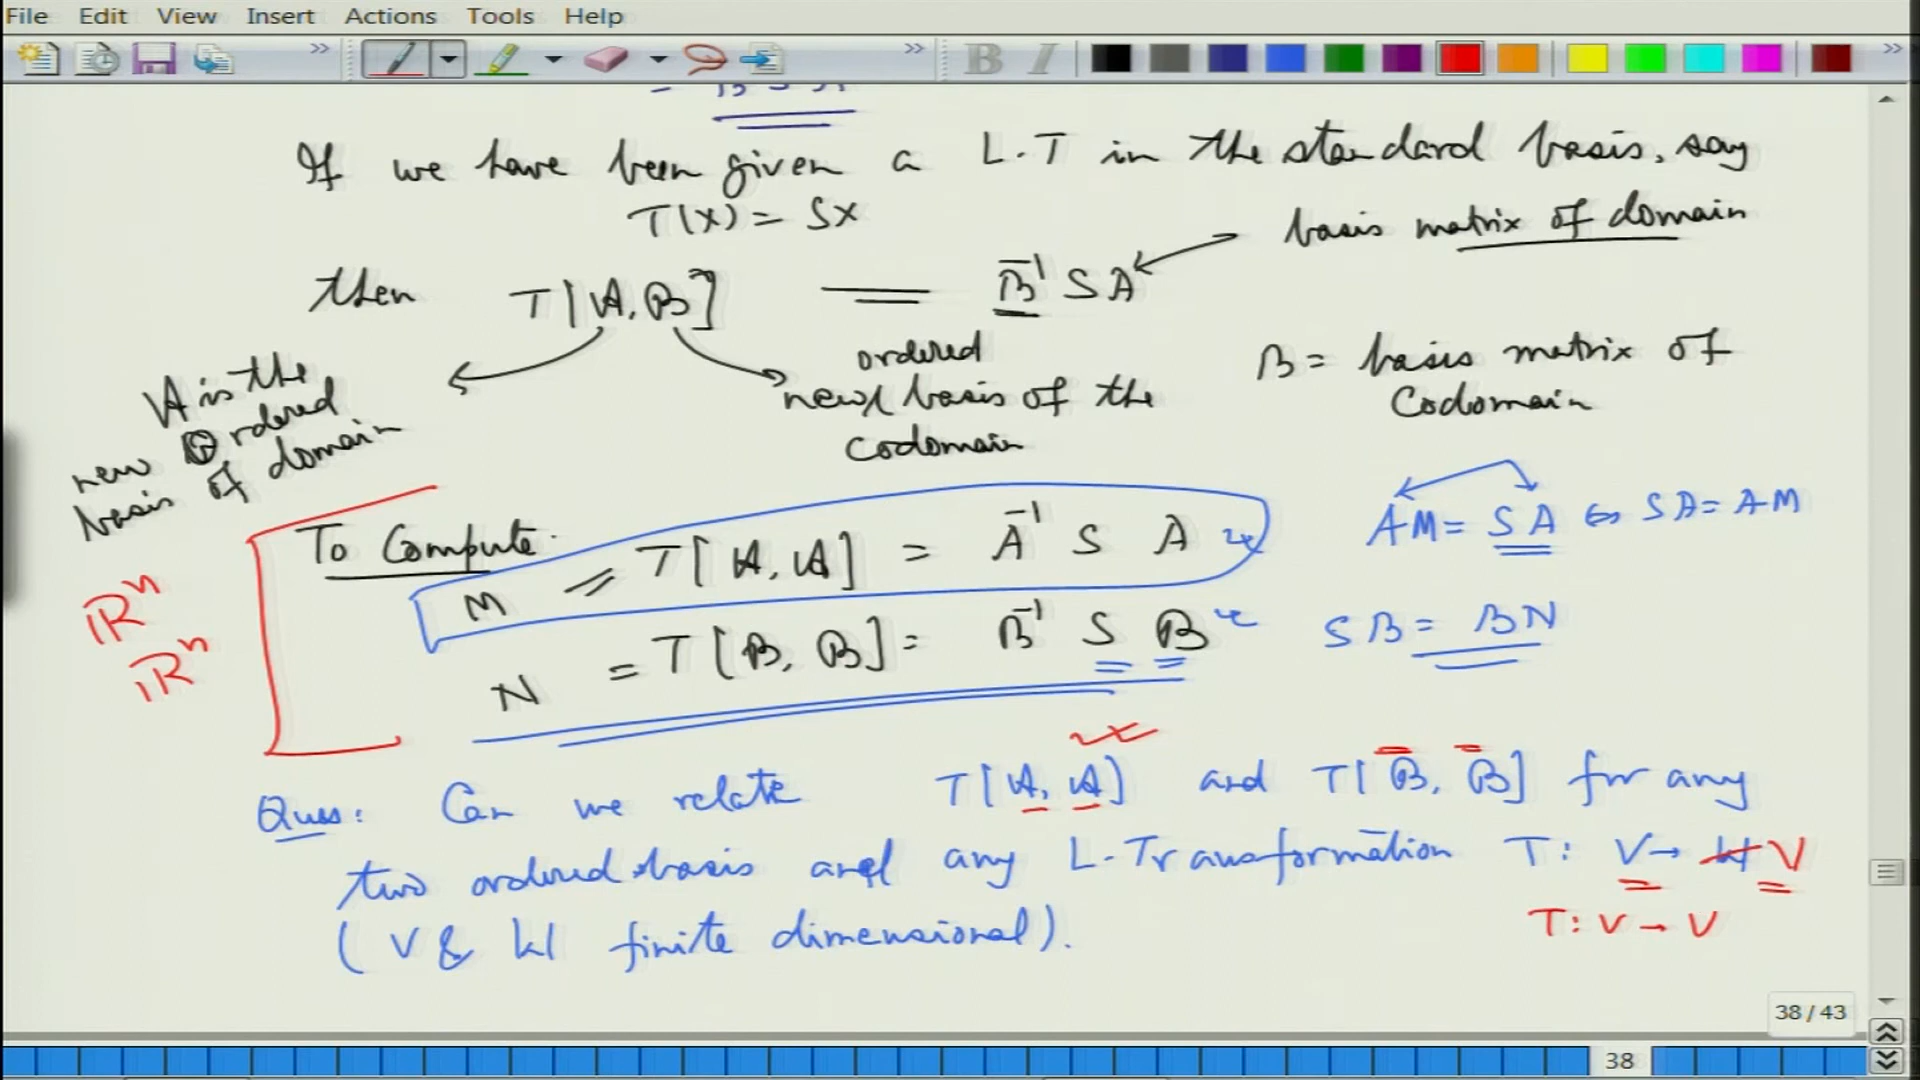 File Edit View Insert Actions Tools Help
If we have been given a L.T in the standard basis, say
T(x) = Sx
basis matrix of domain
then T[A, B] = B⁻¹ S A
A is the new ordered basis of domain
ordered
new basis of the codomain
B = basis matrix of Codomain
To Compute.
M = T[A, A] = A⁻¹ S A
AM = SA ⇔ SA = AM
ℝⁿ
ℝⁿ
N = T[B, B] = B⁻¹ S B
SB = BN
Ques: Can we relate T[A, A] and T[B, B] for any
two ordered basis and any L-Transformation T: V → W V
T: V → V
(V & W finite dimensional).
38 / 43
38